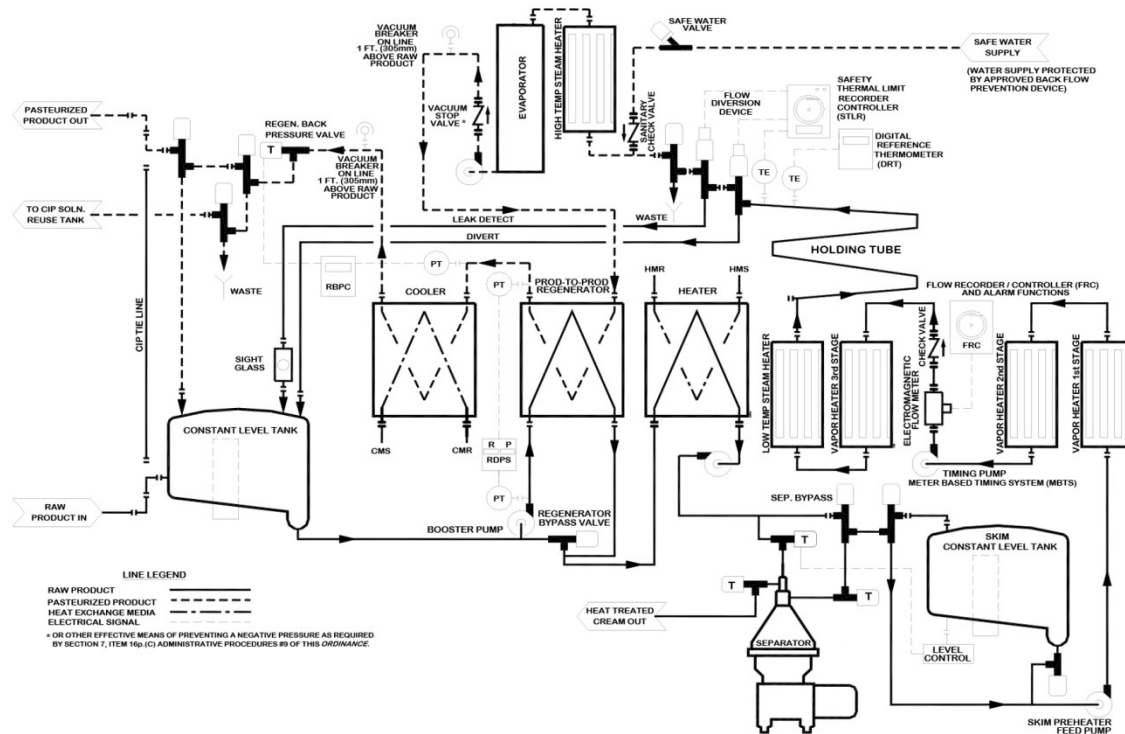 VACUUM
BREAKER
ON LINE
1 FT. (305mm)
ABOVE RAW
PRODUCT
EVAPORATOR
HIGH TEMP STEAM HEATER
SAFE WATER
VALVE
SAFE WATER
SUPPLY
(WATER SUPPLY PROTECTED
BY APPROVED BACK FLOW
PREVENTION DEVICE)
SAFETY
THERMAL LIMIT
RECORDER
CONTROLLER
(STLR)
FLOW
DIVERSION
DEVICE
SANITARY
CHECK VALVE
DIGITAL
REFERENCE
THERMOMETER
(DRT)
TE
TE
PASTEURIZED
PRODUCT OUT
REGEN. BACK
PRESSURE VALVE
T
VACUUM
STOP
VALVE *
VACUUM
BREAKER
ON LINE
1 FT. (305mm)
ABOVE RAW
PRODUCT
TO CIP SOLN.
REUSE TANK
WASTE
LEAK DETECT
WASTE
DIVERT
HOLDING TUBE
CIP TIE LINE
RBPC
PT
PT
COOLER
PROD-TO-PROD
REGENERATOR
HMR
HMS
HEATER
FLOW RECORDER / CONTROLLER (FRC)
AND ALARM FUNCTIONS
FRC
CHECK VALVE
LOW TEMP STEAM HEATER
VAPOR HEATER 3rd STAGE
ELECTROMAGNETIC
FLOW METER
VAPOR HEATER 2nd STAGE
VAPOR HEATER 1st STAGE
SIGHT
GLASS
CONSTANT LEVEL TANK
CMS
CMR
R P
RDPS
PT
TIMING PUMP
METER BASED TIMING SYSTEM (MBTS)
RAW
PRODUCT IN
BOOSTER PUMP
REGENERATOR
BYPASS VALVE
SEP. BYPASS
SKIM
CONSTANT LEVEL TANK
T
T
T
HEAT TREATED
CREAM OUT
SEPARATOR
LEVEL
CONTROL
SKIM PREHEATER
FEED PUMP
LINE LEGEND
RAW PRODUCT
PASTEURIZED PRODUCT
HEAT EXCHANGE MEDIA
ELECTRICAL SIGNAL
* OR OTHER EFFECTIVE MEANS OF PREVENTING A NEGATIVE PRESSURE AS REQUIRED
BY SECTION 7, ITEM 16p.(C) ADMINISTRATIVE PROCEDURES #9 OF THIS ORDINANCE.